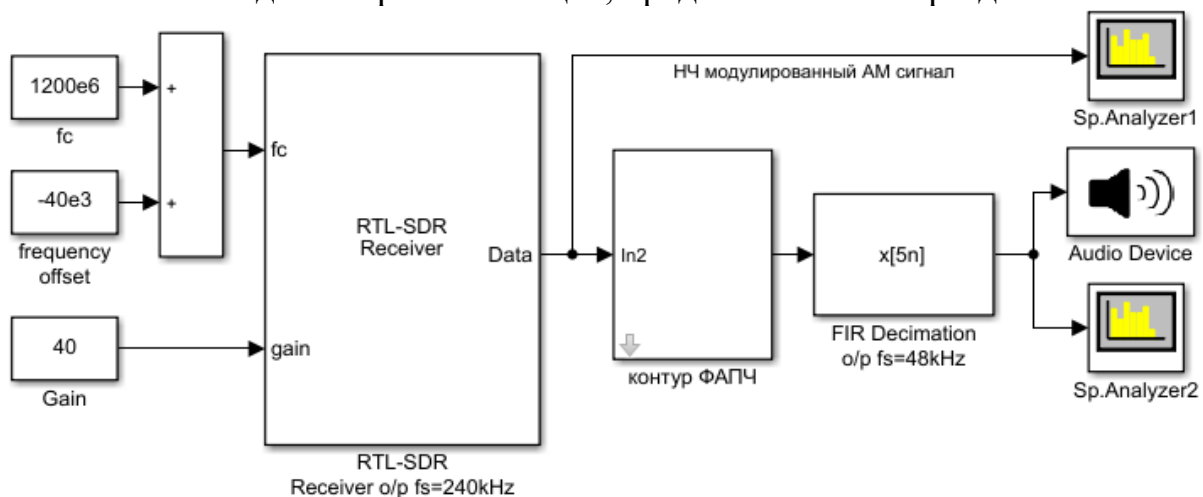 1200e6
fc
-40e3
frequency
offset
40
Gain
+
+
fc
gain
RTL-SDR
Receiver
Data
RTL-SDR
Receiver o/p fs=240kHz
НЧ модулированный АМ сигнал
In2
контур ФАПЧ
x[5n]
FIR Decimation
o/p fs=48kHz
Sp.Analyzer1
Audio Device
Sp.Analyzer2